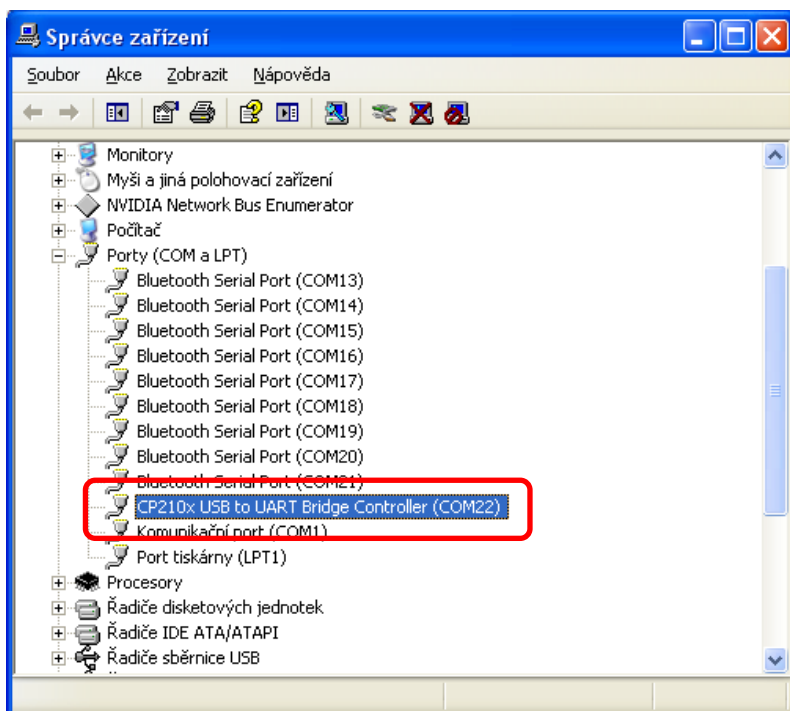 Správce zařízení
Soubor Akce Zobrazit Nápověda
Monitory
Myši a jiná polohovací zařízení
NVIDIA Network Bus Enumerator
Počítač
Porty (COM a LPT)
Bluetooth Serial Port (COM13)
Bluetooth Serial Port (COM14)
Bluetooth Serial Port (COM15)
Bluetooth Serial Port (COM16)
Bluetooth Serial Port (COM17)
Bluetooth Serial Port (COM18)
Bluetooth Serial Port (COM19)
Bluetooth Serial Port (COM20)
Bluetooth Serial Port (COM21)
CP210x USB to UART Bridge Controller (COM22)
Komunikační port (COM1)
Port tiskárny (LPT1)
Procesory
Řadiče disketových jednotek
Řadiče IDE ATA/ATAPI
Řadiče sběrnice USB